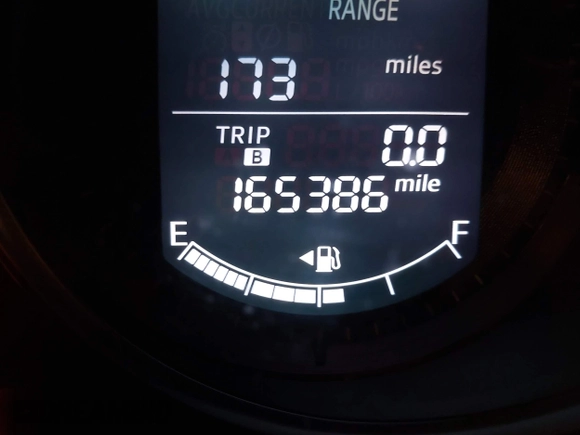 RANGE
173 miles
TRIP B 0.0
165386 mile
E F